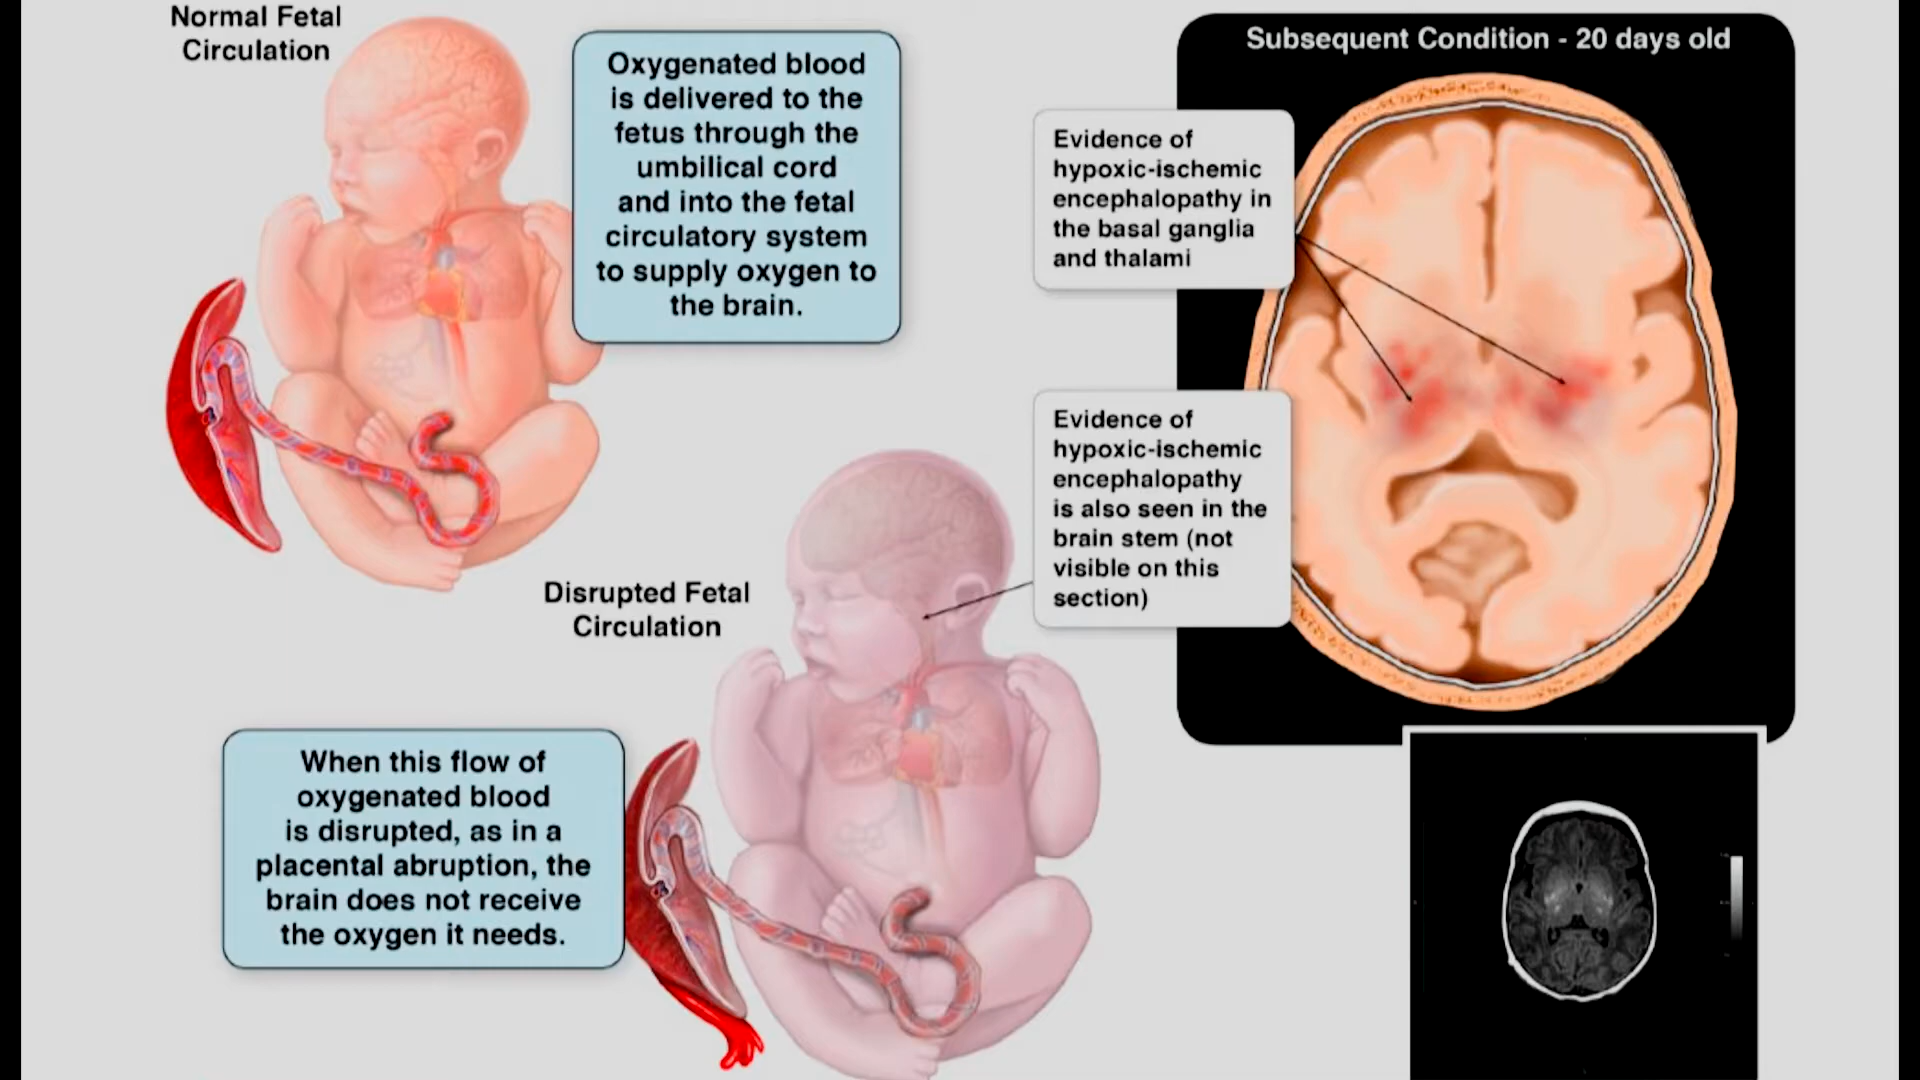 Normal Fetal
Circulation
Oxygenated blood
is delivered to the
fetus through the
umbilical cord
and into the fetal
circulatory system
to supply oxygen to
the brain.
Subsequent Condition - 20 days old
Evidence of
hypoxic-ischemic
encephalopathy in
the basal ganglia
and thalami
Evidence of
hypoxic-ischemic
encephalopathy
is also seen in the
brain stem (not
visible on this
section)
Disrupted Fetal
Circulation
When this flow of
oxygenated blood
is disrupted, as in a
placental abruption, the
brain does not receive
the oxygen it needs.